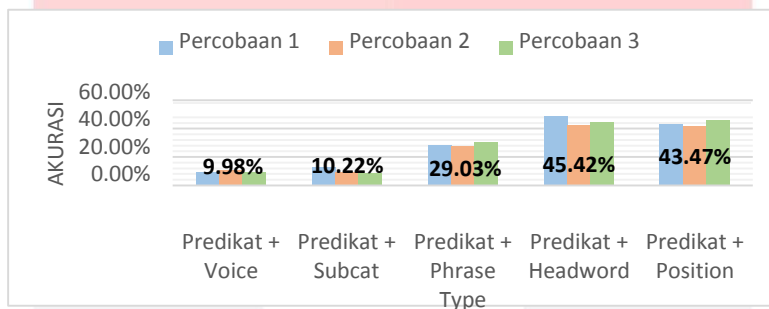 Percobaan 1 Percobaan 2 Percobaan 3
AKURASI
60.00%
40.00%
20.00%
0.00%
9.98% 10.22% 29.03% 45.42% 43.47%
Predikat + Predikat + Predikat + Predikat + Predikat +
Voice Subcat Phrase Headword Position
Type